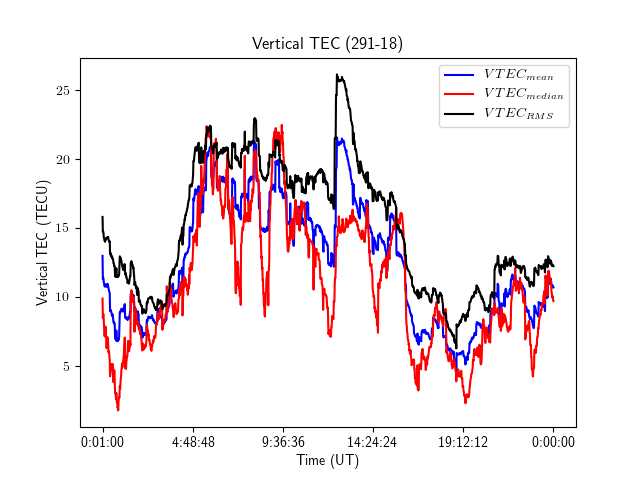 Vertical TEC (291-18)
VTEC_mean
VTEC_median
VTEC_RMS
Vertical TEC (TECU)
25
20
15
10
5
0:01:00 4:48:48 9:36:36 14:24:24 19:12:12 0:00:00
Time (UT)